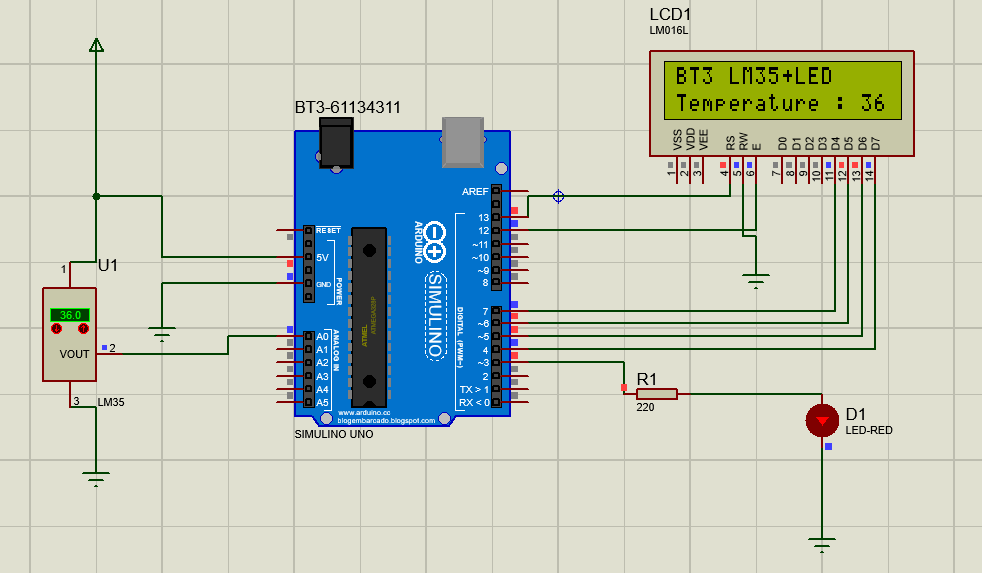 LCD1
LM016L
BT3 LM35+LED
Temperature : 36
VSS
VDD
VEE
RS
RW
E
D0
D1
D2
D3
D4
D5
D6
D7
1
2
3
4
5
6
7
8
9
10
11
12
13
14
BT3-61134311
AREF
13
12
~11
~10
~9
8
7
~6
~5
4
~3
2
TX > 1
RX < 0
RESET
5V
GND
POWER
A0
A1
A2
A3
A4
A5
ANALOG IN
ARDUINO
SIMULINO
DIGITAL (PWM~)
ATMEL
ATMEGA328P
www.arduino.cc
blogembarcado.blogspot.com
SIMULINO UNO
U1
1
36.0
VOUT
2
3
LM35
R1
220
D1
LED-RED